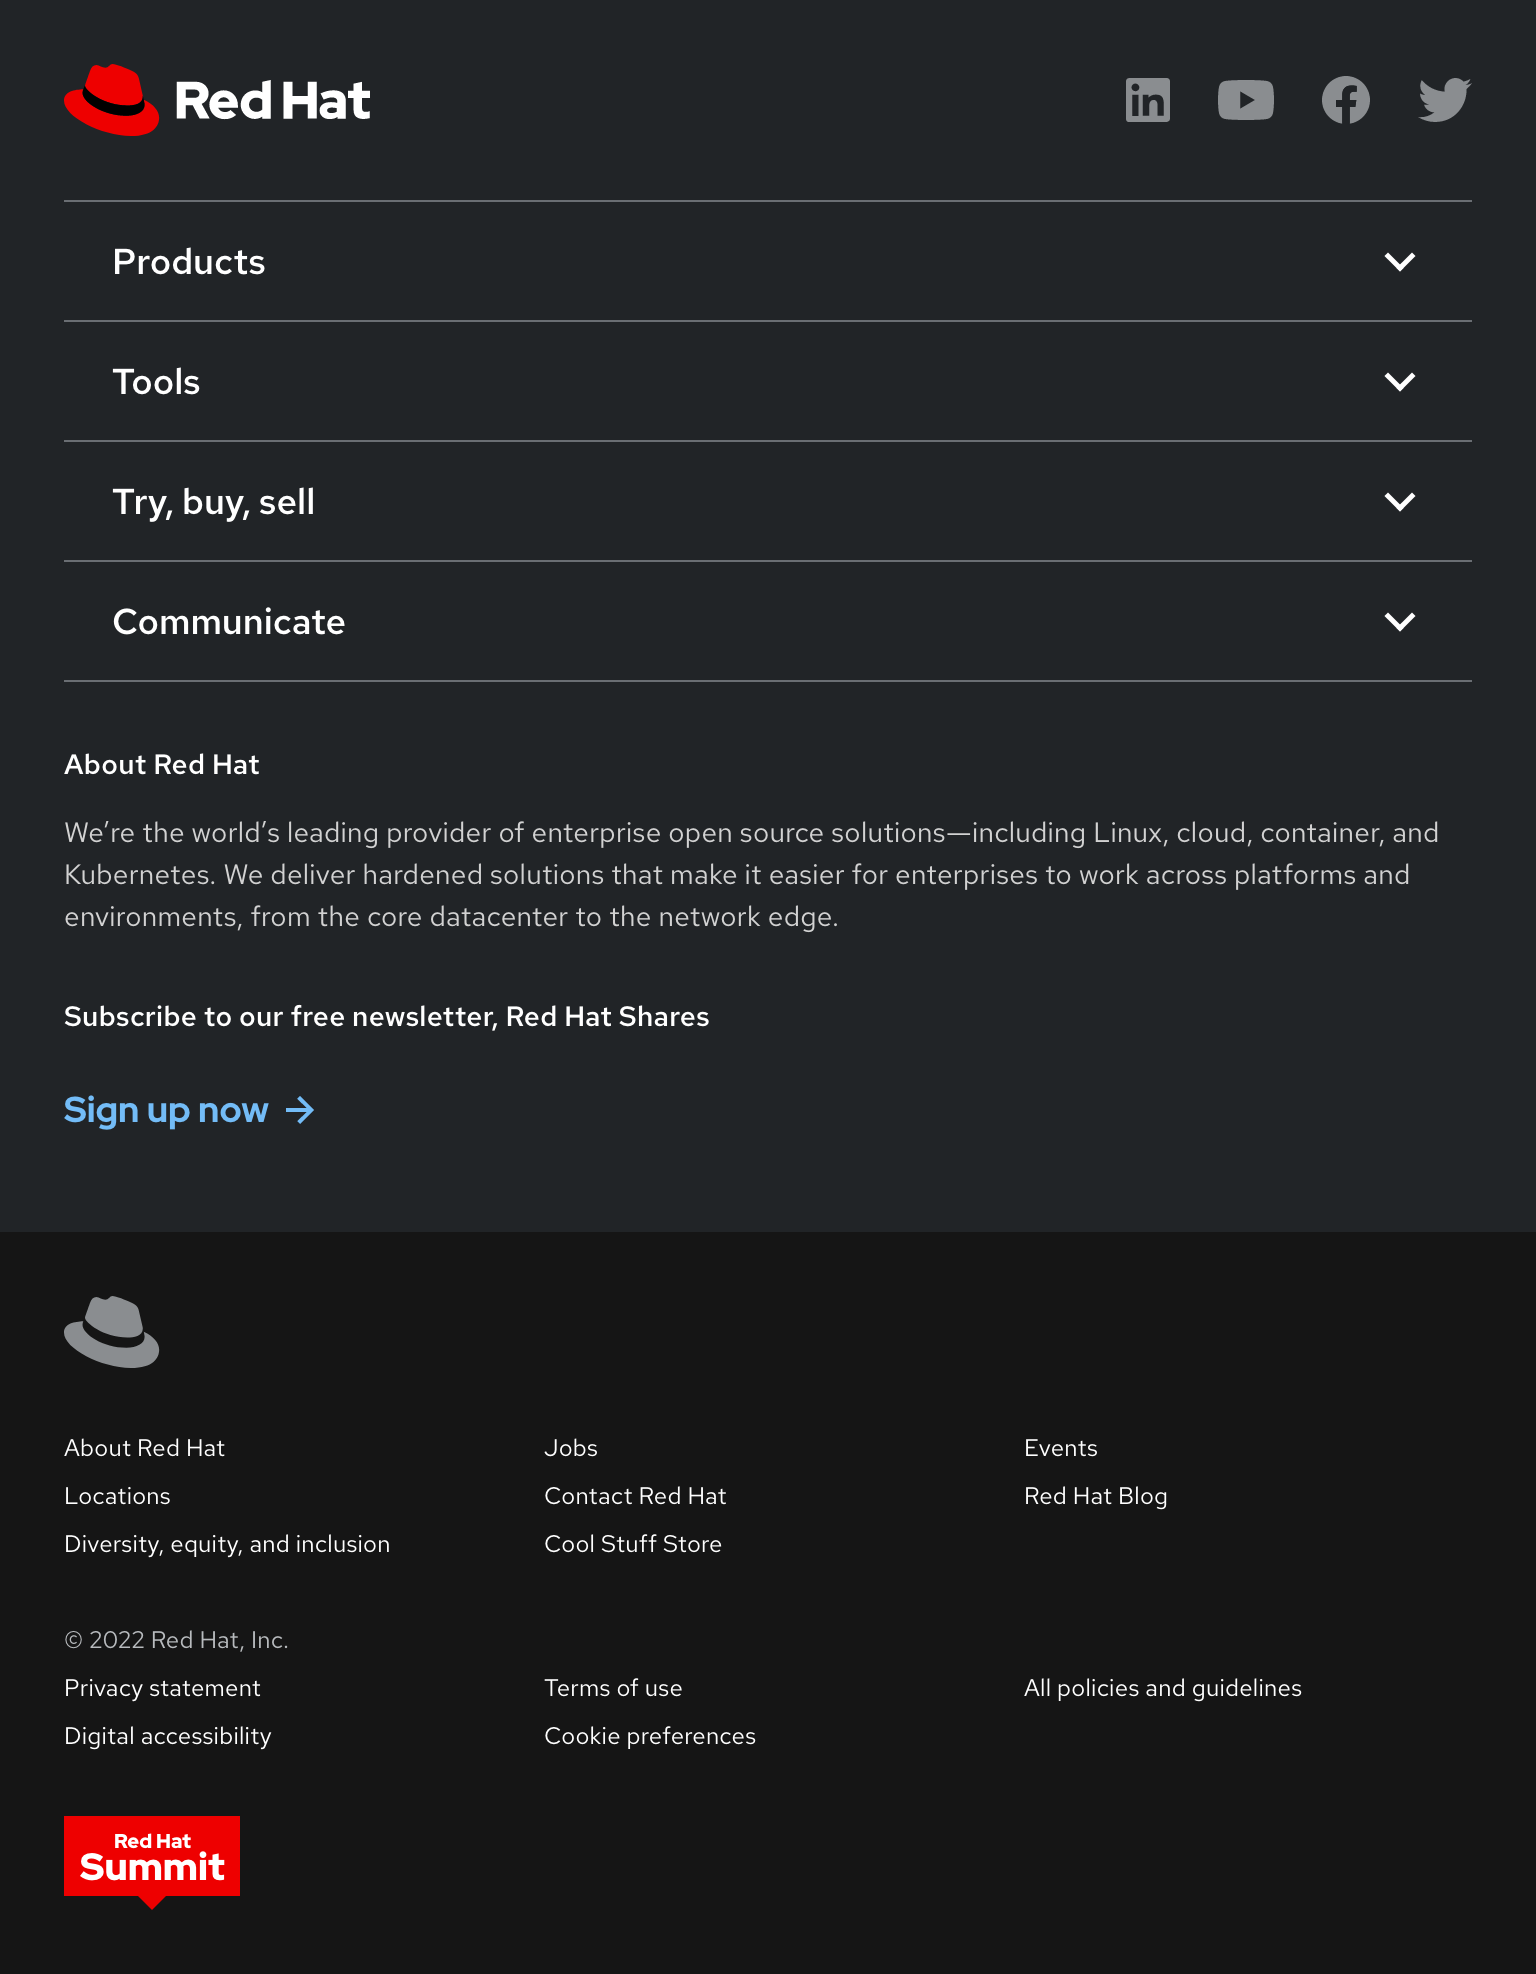 Red Hat
Products
Tools
Try, buy, sell
Communicate
About Red Hat
We’re the world’s leading provider of enterprise open source solutions—including Linux, cloud, container, and
Kubernetes. We deliver hardened solutions that make it easier for enterprises to work across platforms and
environments, from the core datacenter to the network edge.
Subscribe to our free newsletter, Red Hat Shares
Sign up now
About Red Hat
Locations
Diversity, equity, and inclusion
Jobs
Contact Red Hat
Cool Stuff Store
Events
Red Hat Blog
© 2022 Red Hat, Inc.
Privacy statement
Digital accessibility
Terms of use
Cookie preferences
All policies and guidelines
Red Hat
Summit